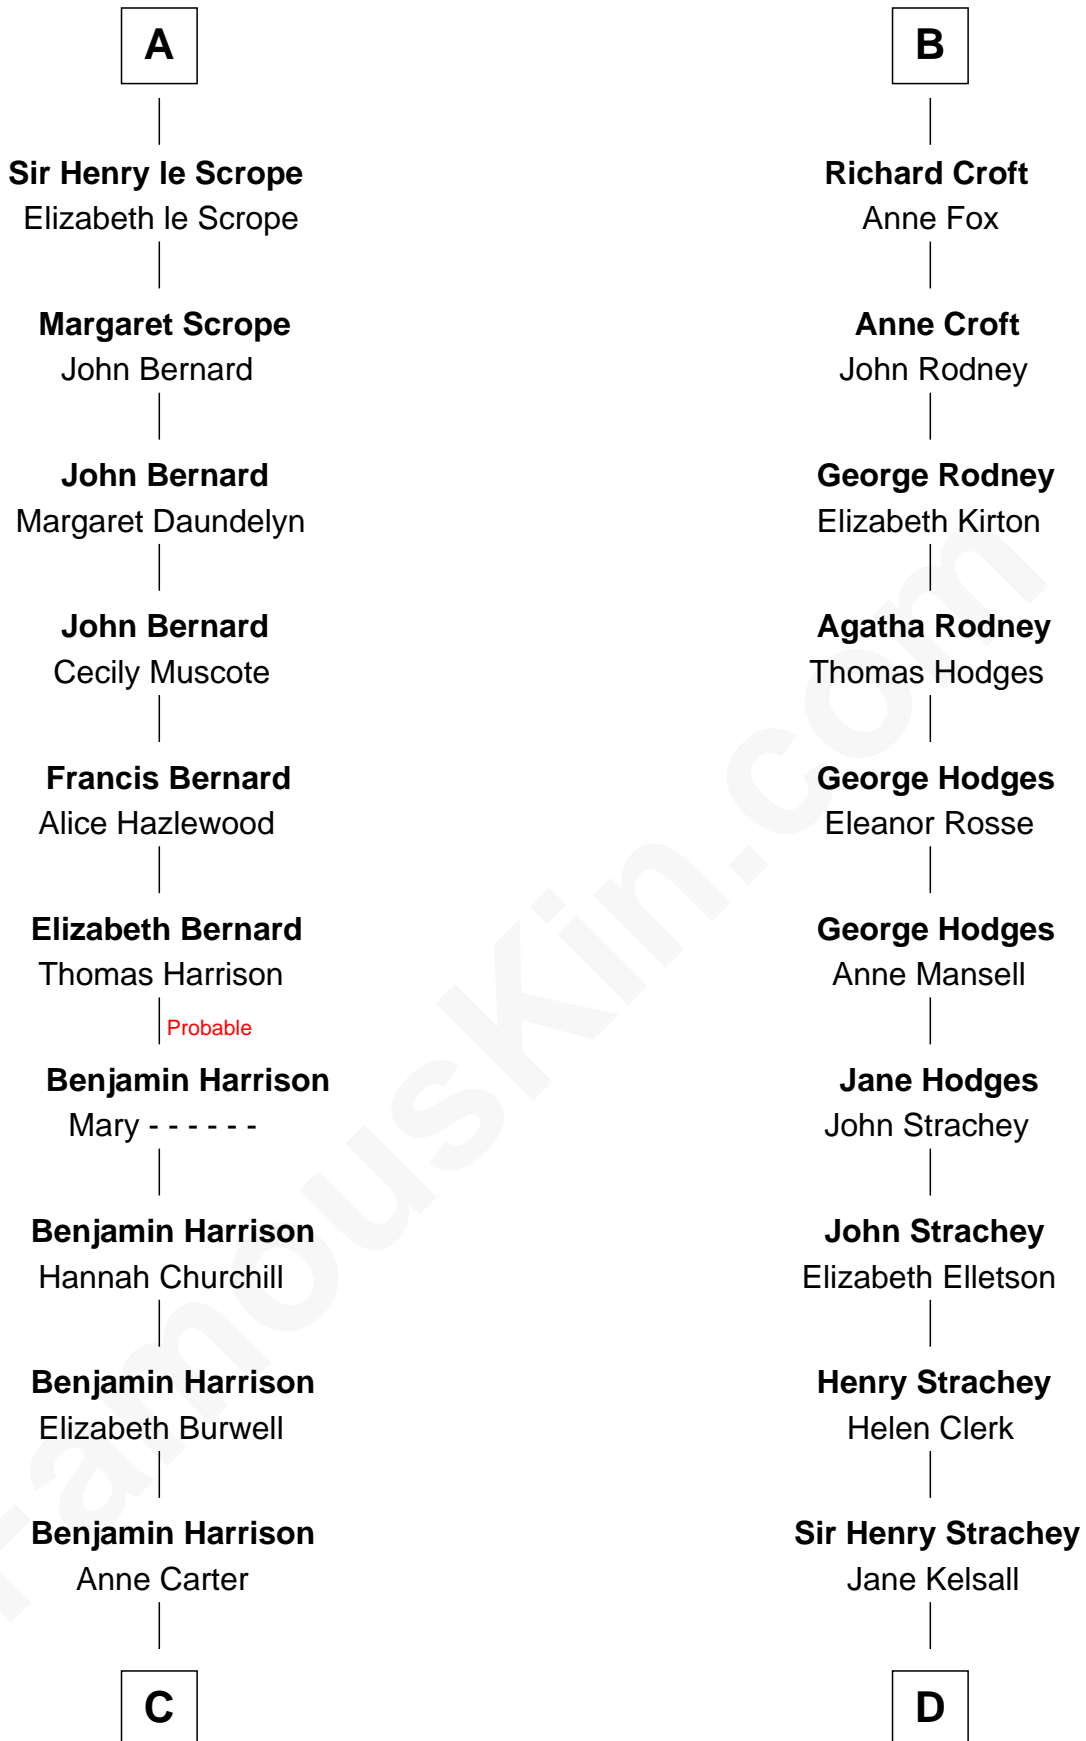 A
Sir Henry le Scrope
Elizabeth le Scrope
Margaret Scrope
John Bernard
John Bernard
Margaret Daundelyn
John Bernard
Cecily Muscote
Francis Bernard
Alice Hazlewood
Elizabeth Bernard
Thomas Harrison
Probable
Benjamin Harrison
Mary - - - - - -
Benjamin Harrison
Hannah Churchill
Benjamin Harrison
Elizabeth Burwell
Benjamin Harrison
Anne Carter
C
B
Richard Croft
Anne Fox
Anne Croft
John Rodney
George Rodney
Elizabeth Kirton
Agatha Rodney
Thomas Hodges
George Hodges
Eleanor Rosse
George Hodges
Anne Mansell
Jane Hodges
John Strachey
John Strachey
Elizabeth Elletson
Henry Strachey
Helen Clerk
Sir Henry Strachey
Jane Kelsall
D
FamousKin.com